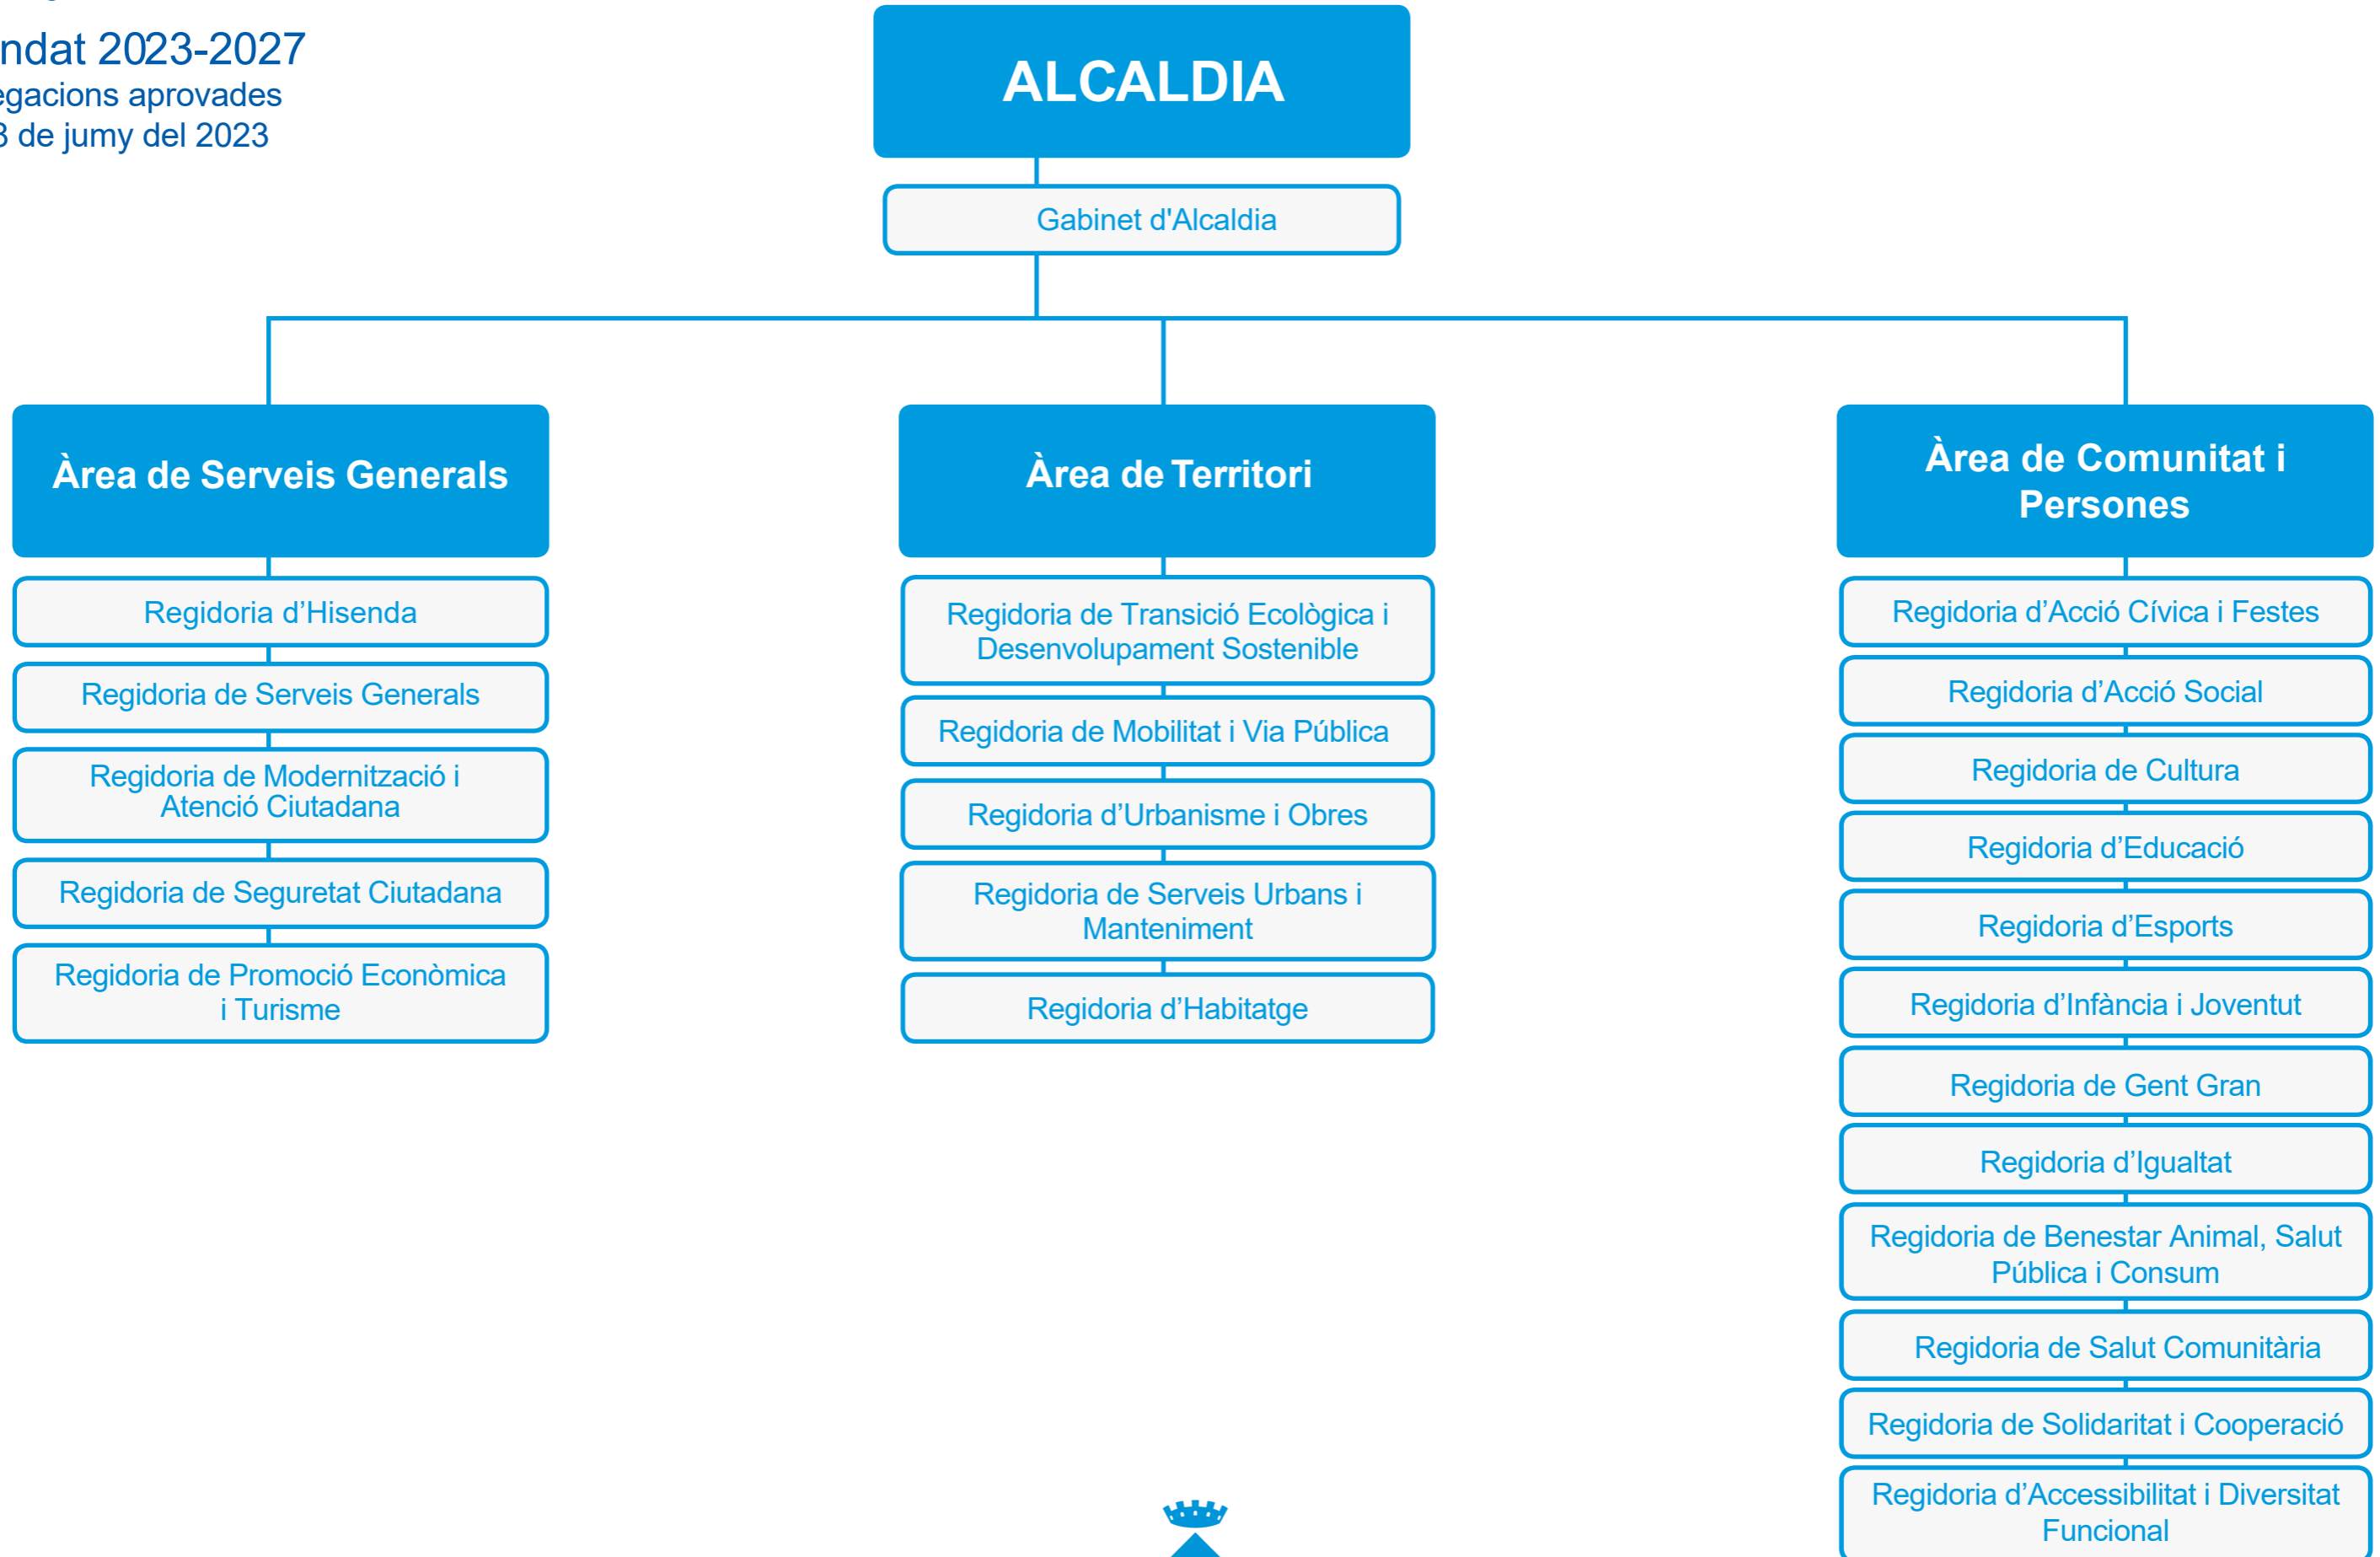 ndat 2023-2027
egacions aprovades
3 de jumy del 2023
ALCALDIA
Gabinet d'Alcaldia
Àrea de Serveis Generals
Regidoria d’Hisenda
Regidoria de Serveis Generals
Regidoria de Modernització i
Atenció Ciutadana
Regidoria de Seguretat Ciutadana
Regidoria de Promoció Econòmica
i Turisme
Àrea de Territori
Regidoria de Transició Ecològica i
Desenvolupament Sostenible
Regidoria de Mobilitat i Via Pública
Regidoria d’Urbanisme i Obres
Regidoria de Serveis Urbans i
Manteniment
Regidoria d’Habitatge
Àrea de Comunitat i
Persones
Regidoria d’Acció Cívica i Festes
Regidoria d’Acció Social
Regidoria de Cultura
Regidoria d’Educació
Regidoria d’Esports
Regidoria d’Infància i Joventut
Regidoria de Gent Gran
Regidoria d’Igualtat
Regidoria de Benestar Animal, Salut
Pública i Consum
Regidoria de Salut Comunitària
Regidoria de Solidaritat i Cooperació
Regidoria d’Accessibilitat i Diversitat
Funcional